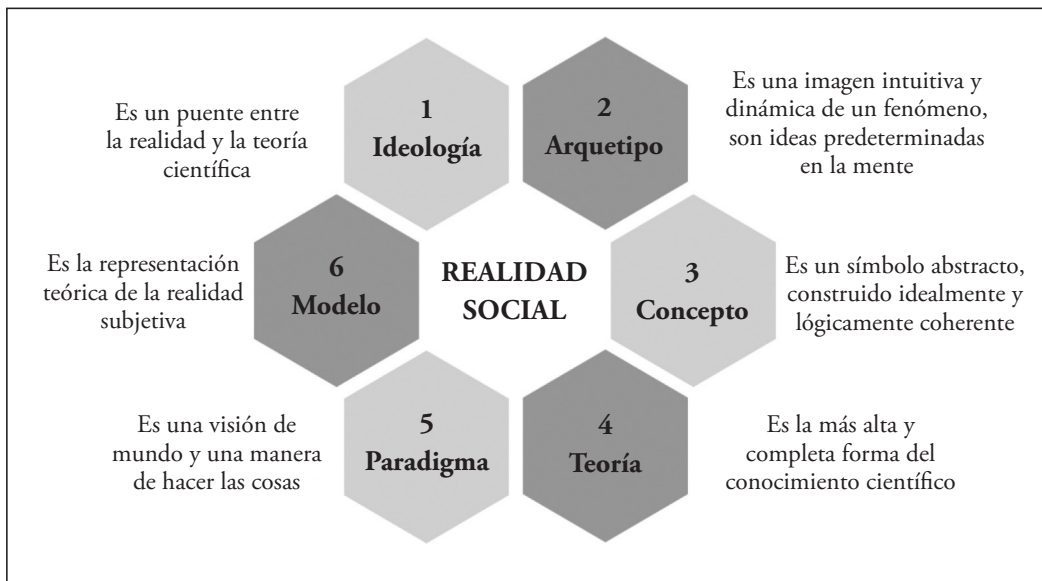 Es un puente entre
la realidad y la teoría
científica
1
Ideología
2
Arquetipo
Es una imagen intuitiva y
dinámica de un fenómeno,
son ideas predeterminadas
en la mente
Es la representación
teórica de la realidad
subjetiva
6
Modelo
REALIDAD
SOCIAL
3
Concepto
Es un símbolo abstracto,
construido idealmente y
lógicamente coherente
Es una visión de
mundo y una manera
de hacer las cosas
5
Paradigma
4
Teoría
Es la más alta y
completa forma del
conocimiento científico